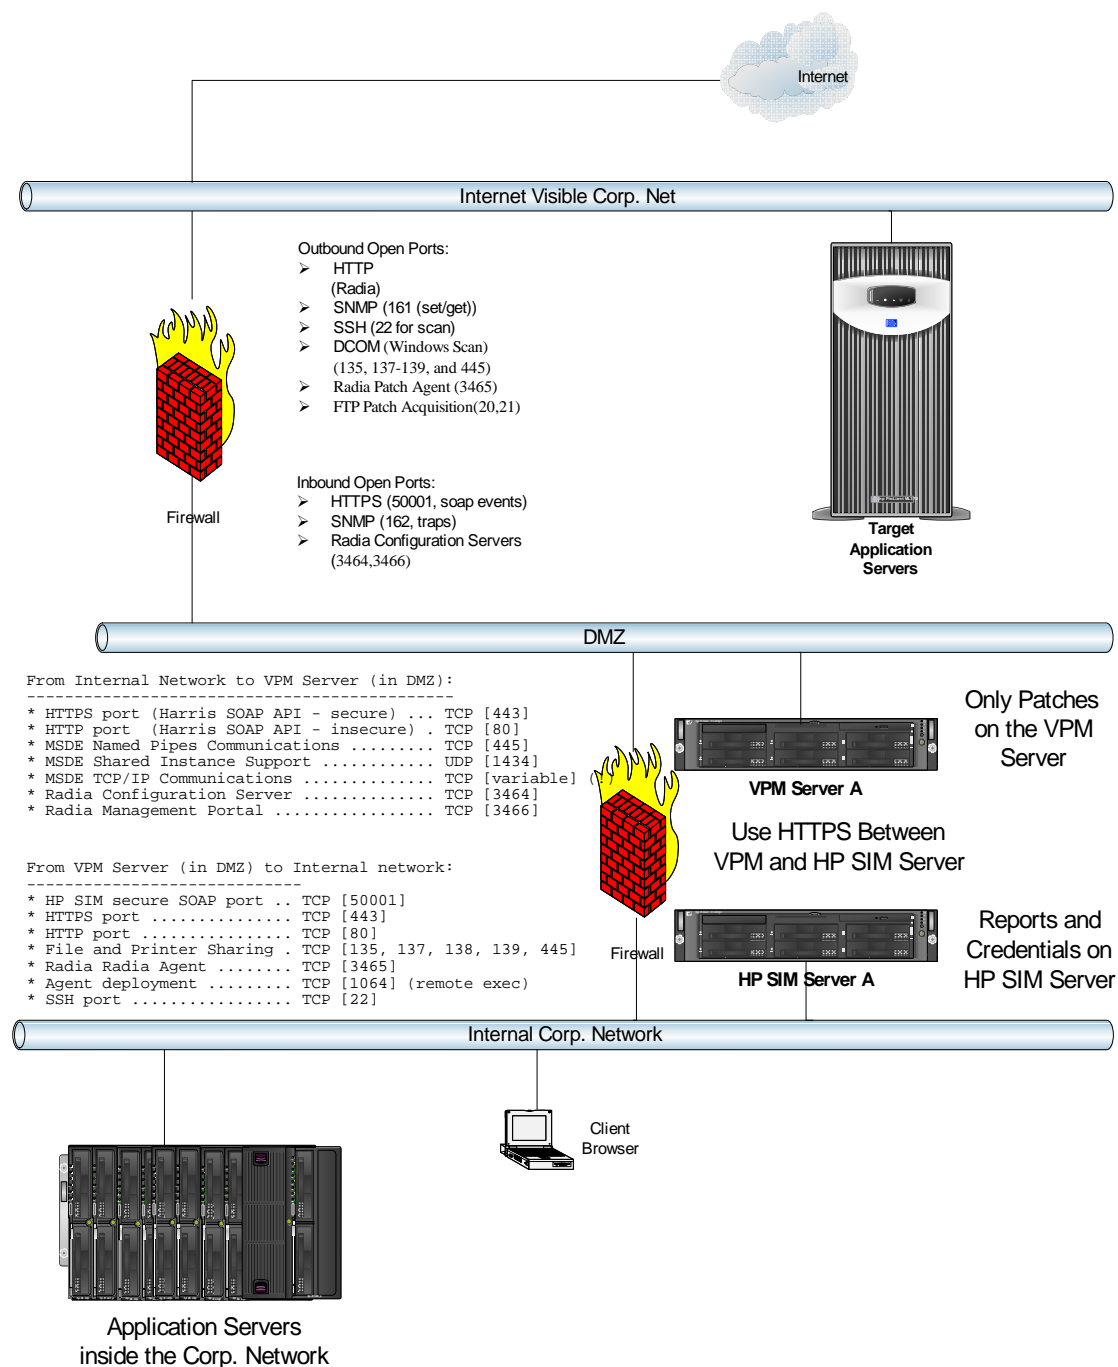 Internet
Internet Visible Corp. Net
Outbound Open Ports:
➢ HTTP
(Radia)
➢ SNMP (161 (set/get))
➢ SSH (22 for scan)
➢ DCOM (Windows Scan)
(135, 137-139, and 445)
➢ Radia Patch Agent (3465)
➢ FTP Patch Acquisition(20,21)
Inbound Open Ports:
➢ HTTPS (50001, soap events)
➢ SNMP (162, traps)
➢ Radia Configuration Servers
(3464,3466)
Firewall
Target
Application
Servers
DMZ
From Internal Network to VPM Server (in DMZ):
---------------------------------------------
* HTTPS port (Harris SOAP API - secure) ... TCP [443]
* HTTP port  (Harris SOAP API - insecure) . TCP [80]
* MSDE Named Pipes Communications ......... TCP [445]
* MSDE Shared Instance Support ............ UDP [1434]
* MSDE TCP/IP Communications .............. TCP [variable] (
* Radia Configuration Server .............. TCP [3464]
* Radia Management Portal ................. TCP [3466]
Only Patches
on the VPM
Server
VPM Server A
Use HTTPS Between
VPM and HP SIM Server
From VPM Server (in DMZ) to Internal network:
-----------------------------
* HP SIM secure SOAP port .. TCP [50001]
* HTTPS port ............... TCP [443]
* HTTP port ................ TCP [80]
* File and Printer Sharing . TCP [135, 137, 138, 139, 445]
* Radia Radia Agent ........ TCP [3465]
* Agent deployment ......... TCP [1064] (remote exec)
* SSH port ................. TCP [22]
Firewall
HP SIM Server A
Reports and
Credentials on
HP SIM Server
Internal Corp. Network
Client
Browser
Application Servers
inside the Corp. Network